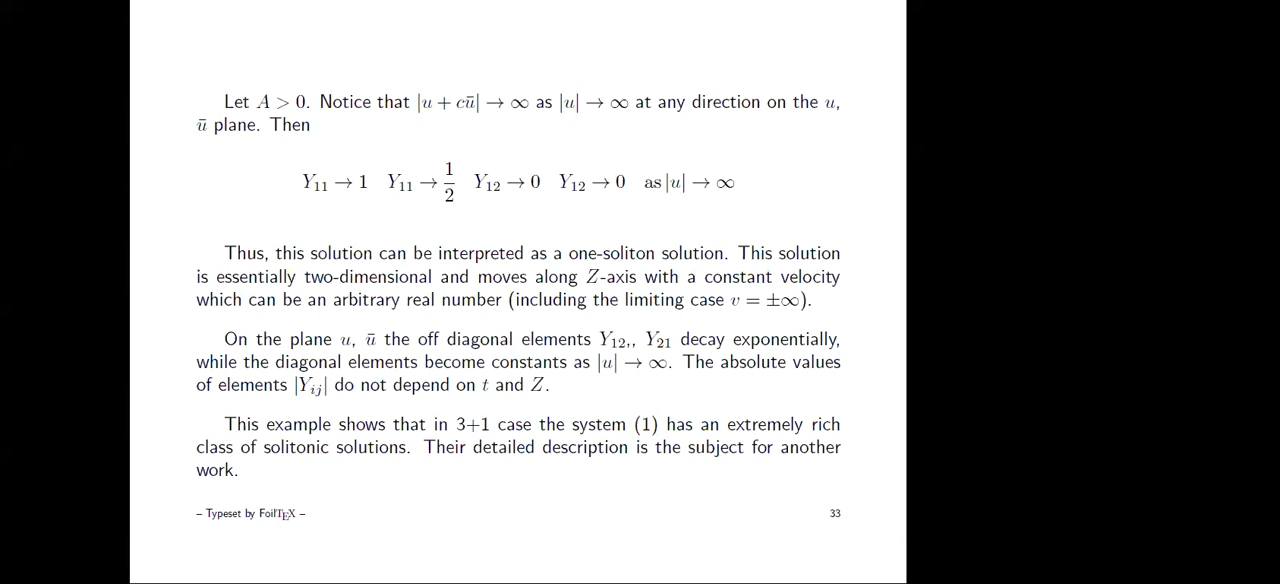 Let A > 0. Notice that |u + cū| → ∞ as |u| → ∞ at any direction on the u,
ū plane. Then
Y₁₁ → 1 Y₁₁ → 1/2 Y₁₂ → 0 Y₁₂ → 0 as |u| → ∞
Thus, this solution can be interpreted as a one-soliton solution. This solution
is essentially two-dimensional and moves along Z-axis with a constant velocity
which can be an arbitrary real number (including the limiting case v = ±∞).
On the plane u, ū the off diagonal elements Y₁₂,, Y₂₁ decay exponentially,
while the diagonal elements become constants as |u| → ∞. The absolute values
of elements |Yᵢⱼ| do not depend on t and Z.
This example shows that in 3+1 case the system (1) has an extremely rich
class of solitonic solutions. Their detailed description is the subject for another
work.
– Typeset by FoilTEX – 33